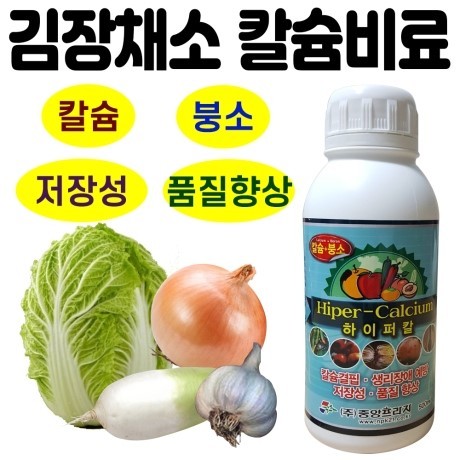 김장채소 칼슘비료
칼슘
붕소
저장성
품질향상
칼슘+붕소
Hiper-Calcium
하이퍼칼
칼슘결핍·생리장애 예방
저장성·품질 향상
(주)중앙프라자